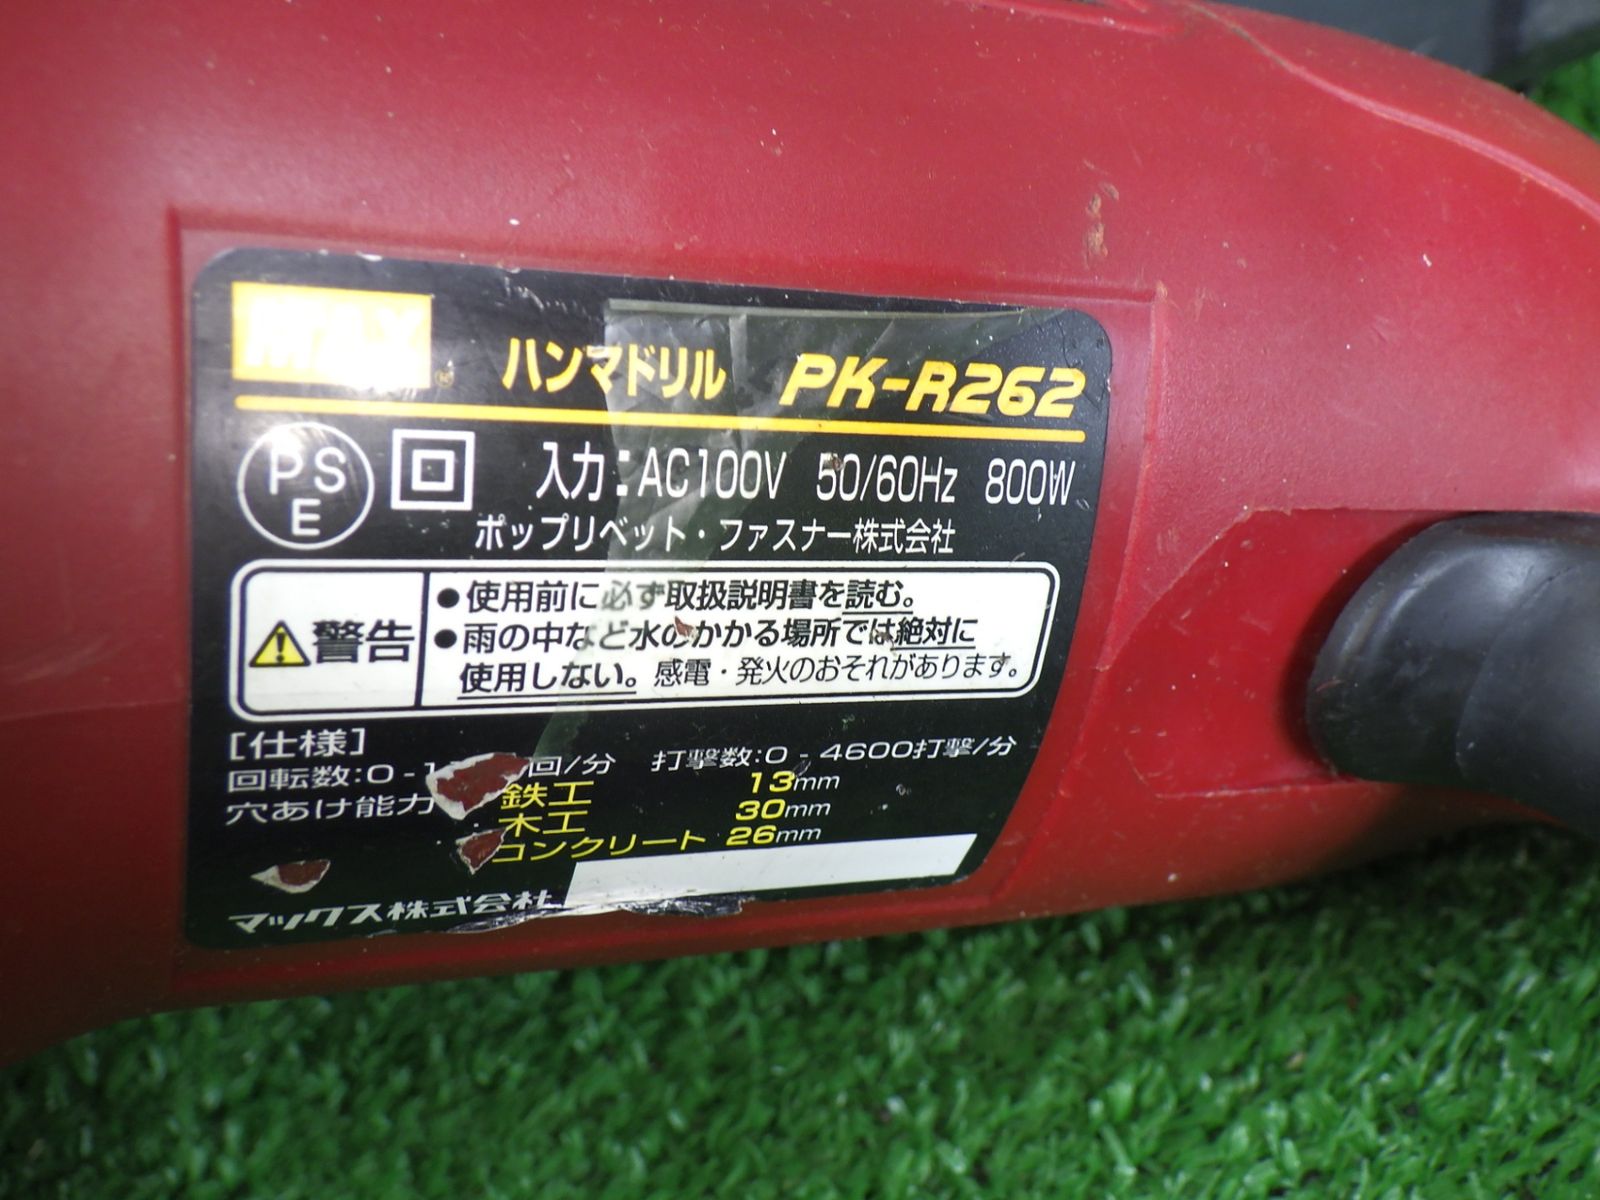 MAX
ハンマドリル PK-R262
PSE
入力:AC100V 50/60Hz 800W
ポップリベット・ファスナー株式会社
警告
●使用前に必ず取扱説明書を読む。
●雨の中など水のかかる場所では絶対に
使用しない。感電・発火のおそれがあります。
[仕様]
回転数:0-1 回/分 打撃数:0-4600打撃/分
穴あけ能力 鉄工 13mm
木工 30mm
コンクリート 26mm
マックス株式会社